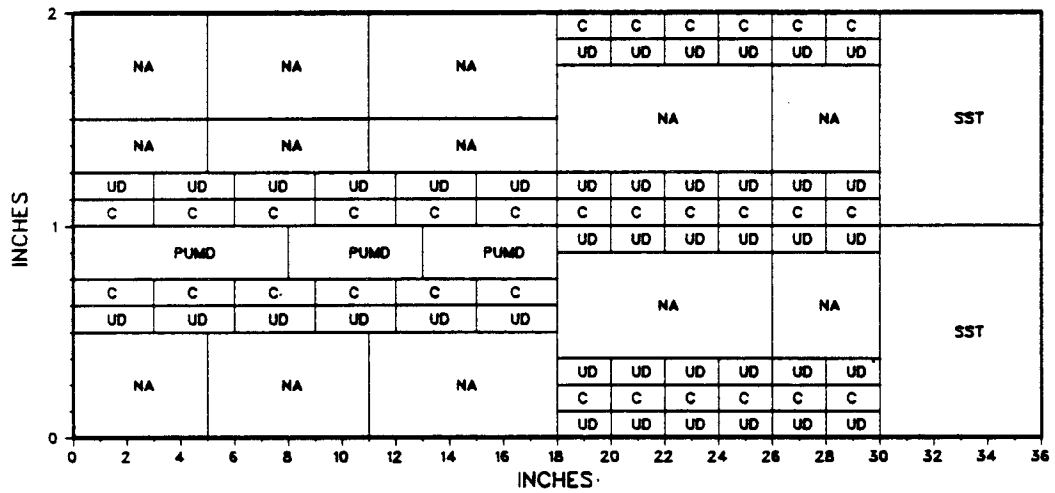 2
C C C C C C
UD UD UD UD UD UD
NA NA NA
NA NA SST
NA NA NA
UD UD UD UD UD UD UD UD UD UD UD UD
C C C C C C C C C C C C
1
UD UD UD UD UD UD
PUMD PUMD PUMD
C C C C C C
NA NA
UD UD UD UD UD UD
SST
NA NA NA
UD UD UD UD UD UD
C C C C C C
UD UD UD UD UD UD
0
INCHES
0 2 4 6 8 10 12 14 16 18 20 22 24 26 28 30 32 34 36
INCHES